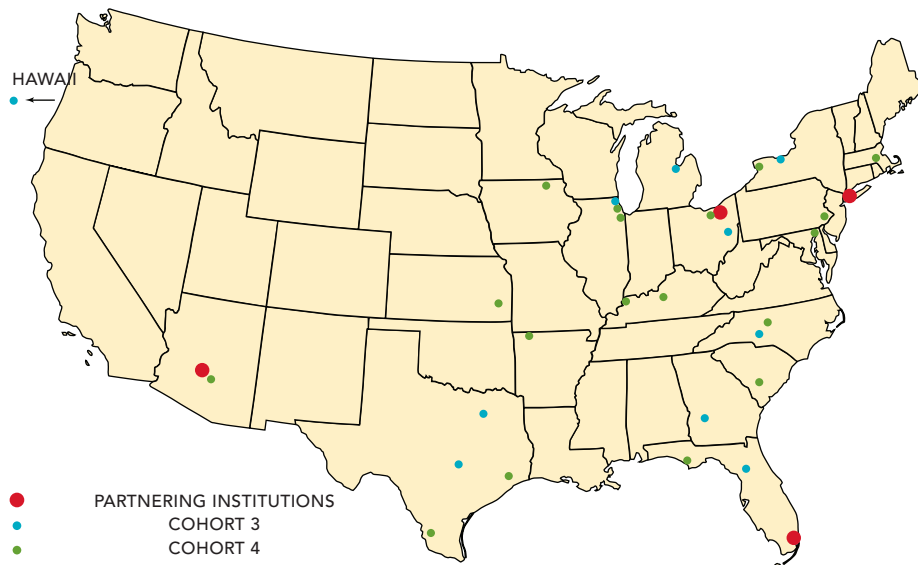 HAWAII
PARTNERING INSTITUTIONS
COHORT 3
COHORT 4